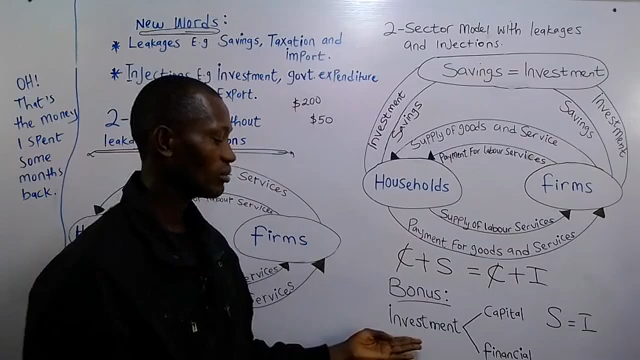 OH!
That's
the money
I spent
some
months
back.
New Words:
* Leakages E.g Savings, Taxation and
import.
* Injections E.g investment, govt expenditure
Export.
$200
$50
2-
leak
Services
labour services
firms
services
Services
2-Sector Model with leakages
and injections.
Savings = Investment
Investment
Savings
Savings
Investment
Supply of goods and Service
Payment for labour Services
Households
firms
Supply of labour Services
Payment for goods and Services
C + S = C + I
Bonus:
investment
Capital
S = I
Financial